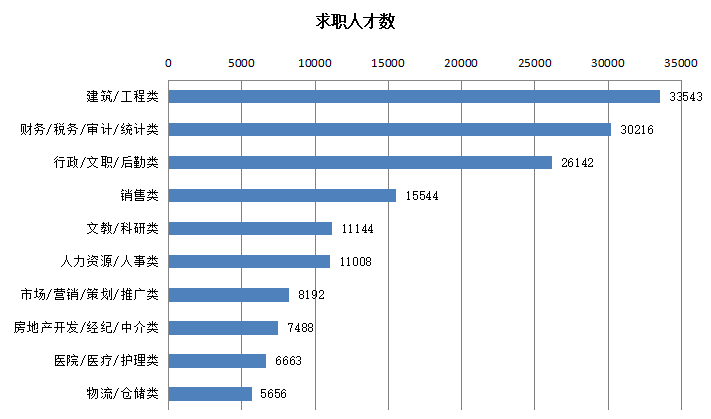 求职人才数
0 5000 10000 15000 20000 25000 30000 35000
建筑/工程类 33543
财务/税务/审计/统计类 30216
行政/文职/后勤类 26142
销售类 15544
文教/科研类 11144
人力资源/人事类 11008
市场/营销/策划/推广类 8192
房地产开发/经纪/中介类 7488
医院/医疗/护理类 6663
物流/仓储类 5656